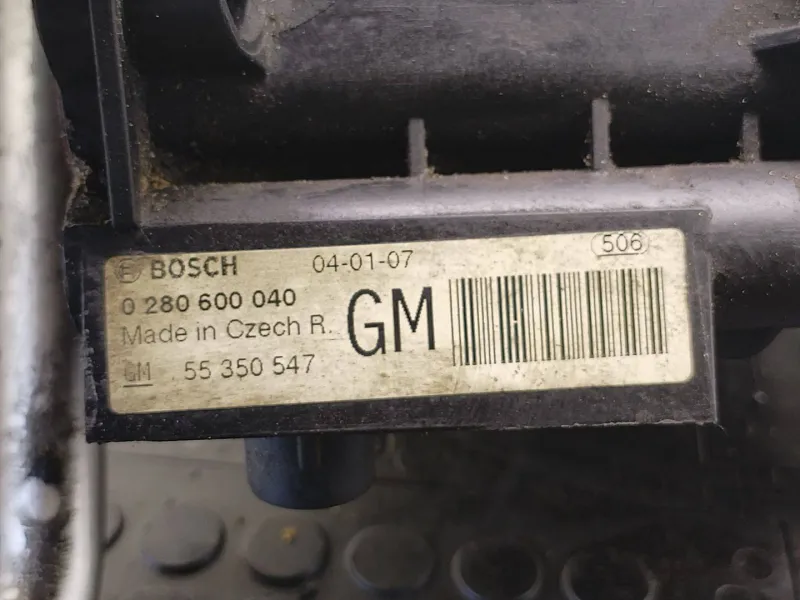 BOSCH 04-01-07 506
0 280 600 040
Made in Czech R. GM
GM 55 350 547